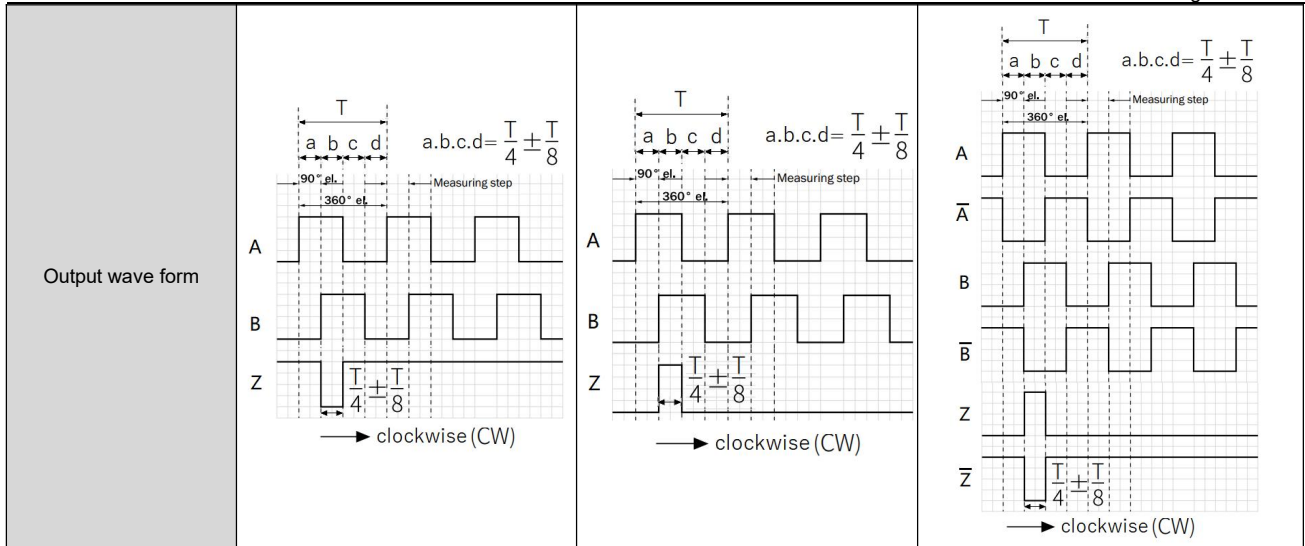 Output wave form
T
a b c d
a.b.c.d= T/4 ± T/8
90° el.
Measuring step
360° el.
A
B
Z
T/4 ± T/8
clockwise (CW)
T
a b c d
a.b.c.d= T/4 ± T/8
90° el.
Measuring step
360° el.
A
B
Z
T/4 ± T/8
clockwise (CW)
T
a b c d
a.b.c.d= T/4 ± T/8
90° el.
Measuring step
360° el.
A
A̅
B
B̅
Z
Z̅
T/4 ± T/8
clockwise (CW)